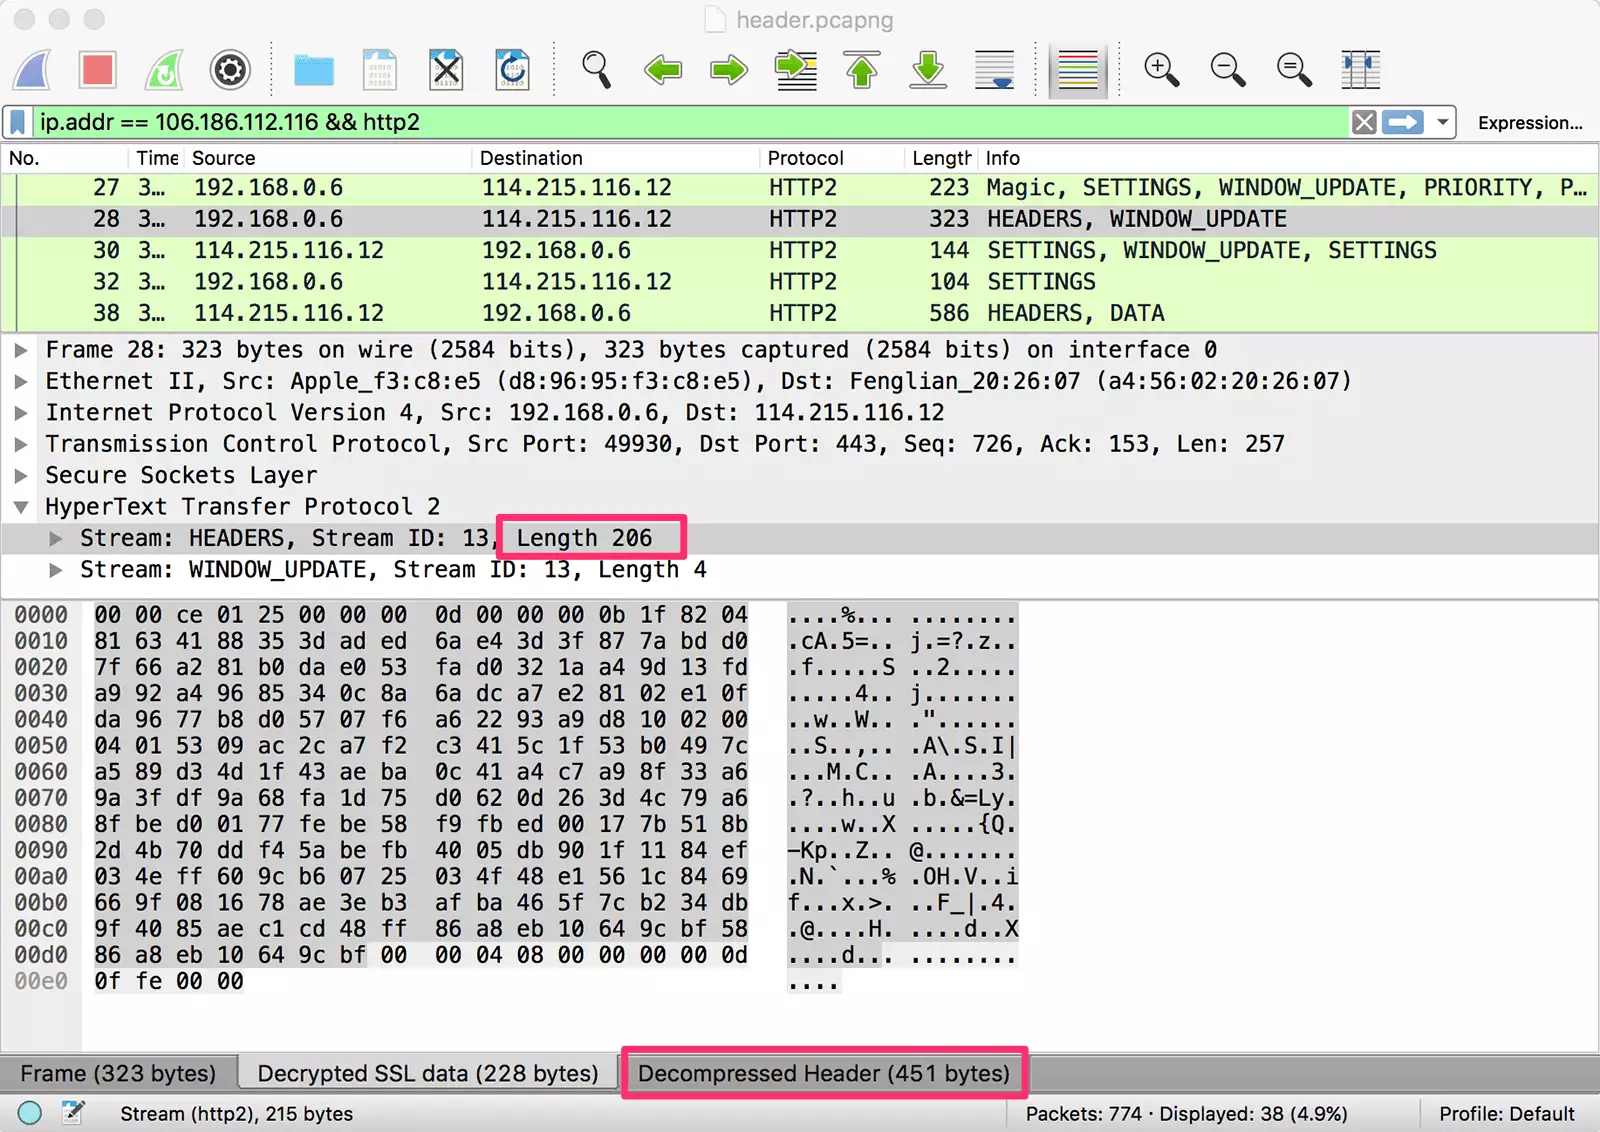 header.pcapng
ip.addr == 106.186.112.116 && http2
Expression...
No. Time Source Destination Protocol Length Info
27 3... 192.168.0.6 114.215.116.12 HTTP2 223 Magic, SETTINGS, WINDOW_UPDATE, PRIORITY, P...
28 3... 192.168.0.6 114.215.116.12 HTTP2 323 HEADERS, WINDOW_UPDATE
30 3... 114.215.116.12 192.168.0.6 HTTP2 144 SETTINGS, WINDOW_UPDATE, SETTINGS
32 3... 192.168.0.6 114.215.116.12 HTTP2 104 SETTINGS
38 3... 114.215.116.12 192.168.0.6 HTTP2 586 HEADERS, DATA
Frame 28: 323 bytes on wire (2584 bits), 323 bytes captured (2584 bits) on interface 0
Ethernet II, Src: Apple_f3:c8:e5 (d8:96:95:f3:c8:e5), Dst: Fenglian_20:26:07 (a4:56:02:20:26:07)
Internet Protocol Version 4, Src: 192.168.0.6, Dst: 114.215.116.12
Transmission Control Protocol, Src Port: 49930, Dst Port: 443, Seq: 726, Ack: 153, Len: 257
Secure Sockets Layer
HyperText Transfer Protocol 2
Stream: HEADERS, Stream ID: 13, Length 206
Stream: WINDOW_UPDATE, Stream ID: 13, Length 4
0000 00 00 ce 01 25 00 00 00 0d 00 00 00 0b 1f 82 04 ....%... ........
0010 81 63 41 88 35 3d ad ed 6a e4 3d 3f 87 7a bd d0 .cA.5=.. j.=?.z..
0020 7f 66 a2 81 b0 da e0 53 fa d0 32 1a a4 9d 13 fd .f.....S ..2.....
0030 a9 92 a4 96 85 34 0c 8a 6a dc a7 e2 81 02 e1 0f .....4.. j.......
0040 da 96 77 b8 d0 57 07 f6 a6 22 93 a9 d8 10 02 00 ..w..W.. ."......
0050 04 01 53 09 ac 2c a7 f2 c3 41 5c 1f 53 b0 49 7c ..S..,.. .A\.S.I|
0060 a5 89 d3 4d 1f 43 ae ba 0c 41 a4 c7 a9 8f 33 a6 ...M.C.. .A....3.
0070 9a 3f df 9a 68 fa 1d 75 d0 62 0d 26 3d 4c 79 a6 .?..h..u .b.&=Ly.
0080 8f be d0 01 77 fe be 58 f9 fb ed 00 17 7b 51 8b ....w..X .....{Q.
0090 2d 4b 70 dd f4 5a be fb 40 05 db 90 1f 11 84 ef -Kp..Z.. @.......
00a0 03 4e ff 60 9c b6 07 25 03 4f 48 e1 56 1c 84 69 .N.`...% .OH.V..i
00b0 66 9f 08 16 78 ae 3e b3 af ba 46 5f 7c b2 34 db f...x.>. ..F_|.4.
00c0 9f 40 85 ae c1 cd 48 ff 86 a8 eb 10 64 9c bf 58 .@....H. ....d..X
00d0 86 a8 eb 10 64 9c bf 00 00 04 08 00 00 00 00 0d ....d... ........
00e0 0f fe 00 00 ....
Frame (323 bytes) Decrypted SSL data (228 bytes) Decompressed Header (451 bytes)
Stream (http2), 215 bytes Packets: 774 · Displayed: 38 (4.9%) Profile: Default